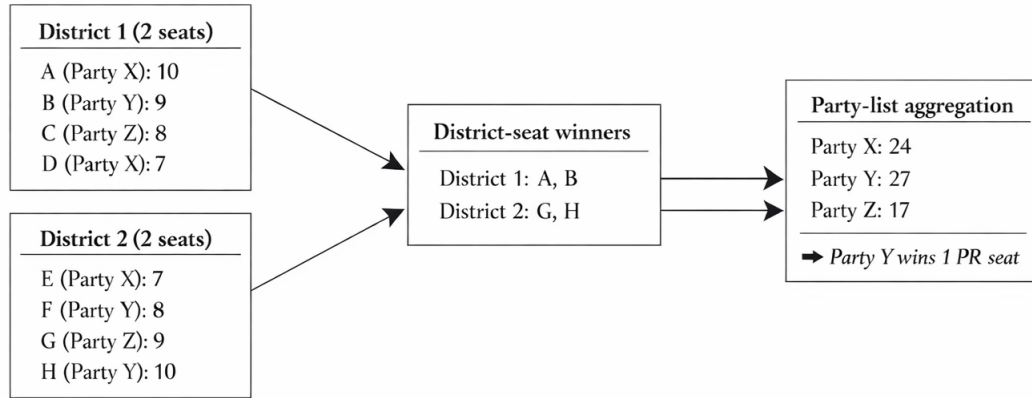 District 1 (2 seats)
A (Party X): 10
B (Party Y): 9
C (Party Z): 8
D (Party X): 7
District 2 (2 seats)
E (Party X): 7
F (Party Y): 8
G (Party Z): 9
H (Party Y): 10
District-seat winners
District 1: A, B
District 2: G, H
Party-list aggregation
Party X: 24
Party Y: 27
Party Z: 17
➡ Party Y wins 1 PR seat